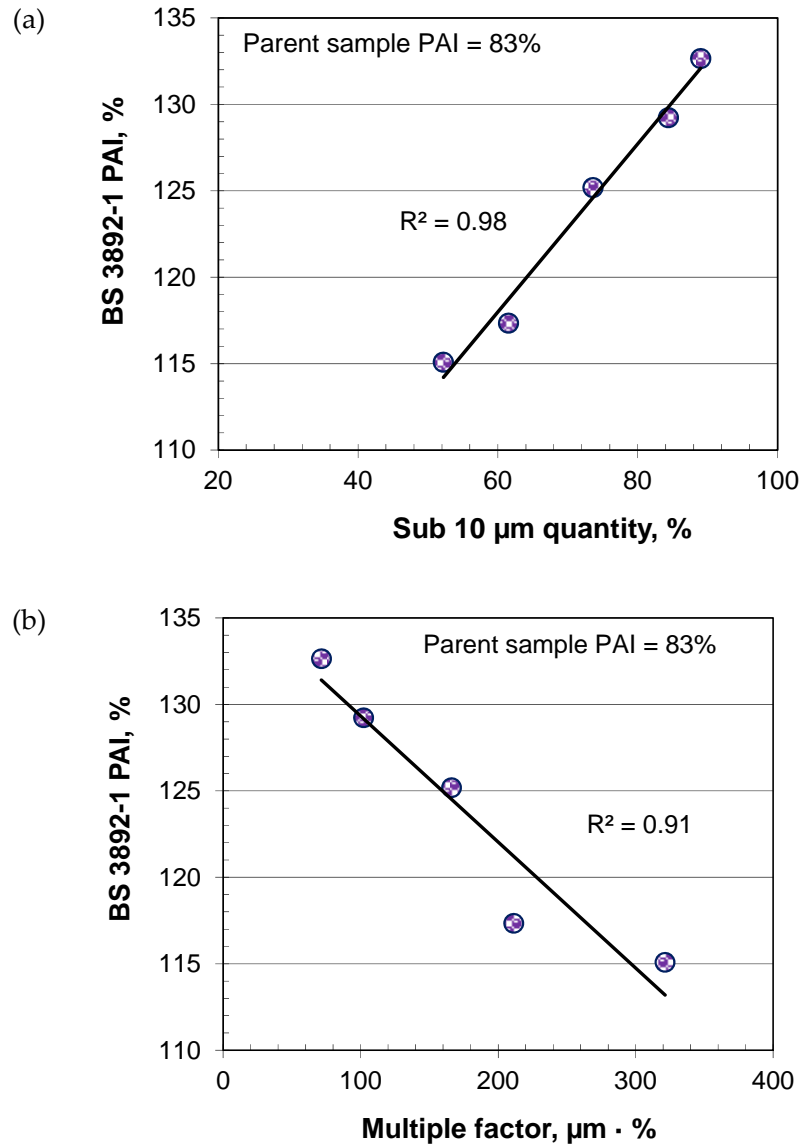 (a)
135
130
125
120
115
110
BS 3892-1 PAI, %
Parent sample PAI = 83%
R² = 0.98
20 40 60 80 100
Sub 10 µm quantity, %
(b)
135
130
125
120
115
110
BS 3892-1 PAI, %
Parent sample PAI = 83%
R² = 0.91
0 100 200 300 400
Multiple factor, µm · %